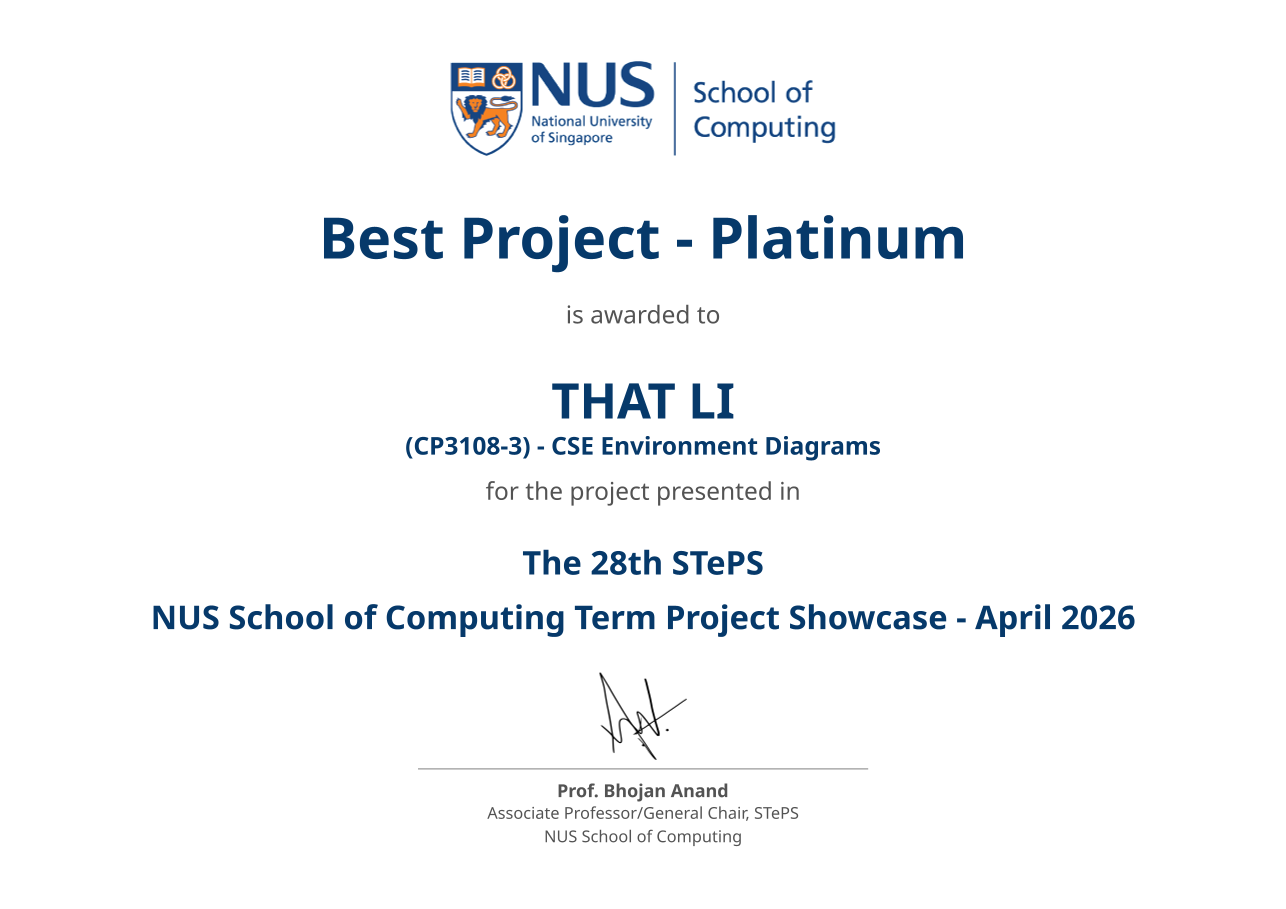 NUS
National University
of Singapore
School of
Computing
Best Project - Platinum
is awarded to
THAT LI
(CP3108-3) - CSE Environment Diagrams
for the project presented in
The 28th STePS
NUS School of Computing Term Project Showcase - April 2026
Prof. Bhojan Anand
Associate Professor/General Chair, STePS
NUS School of Computing